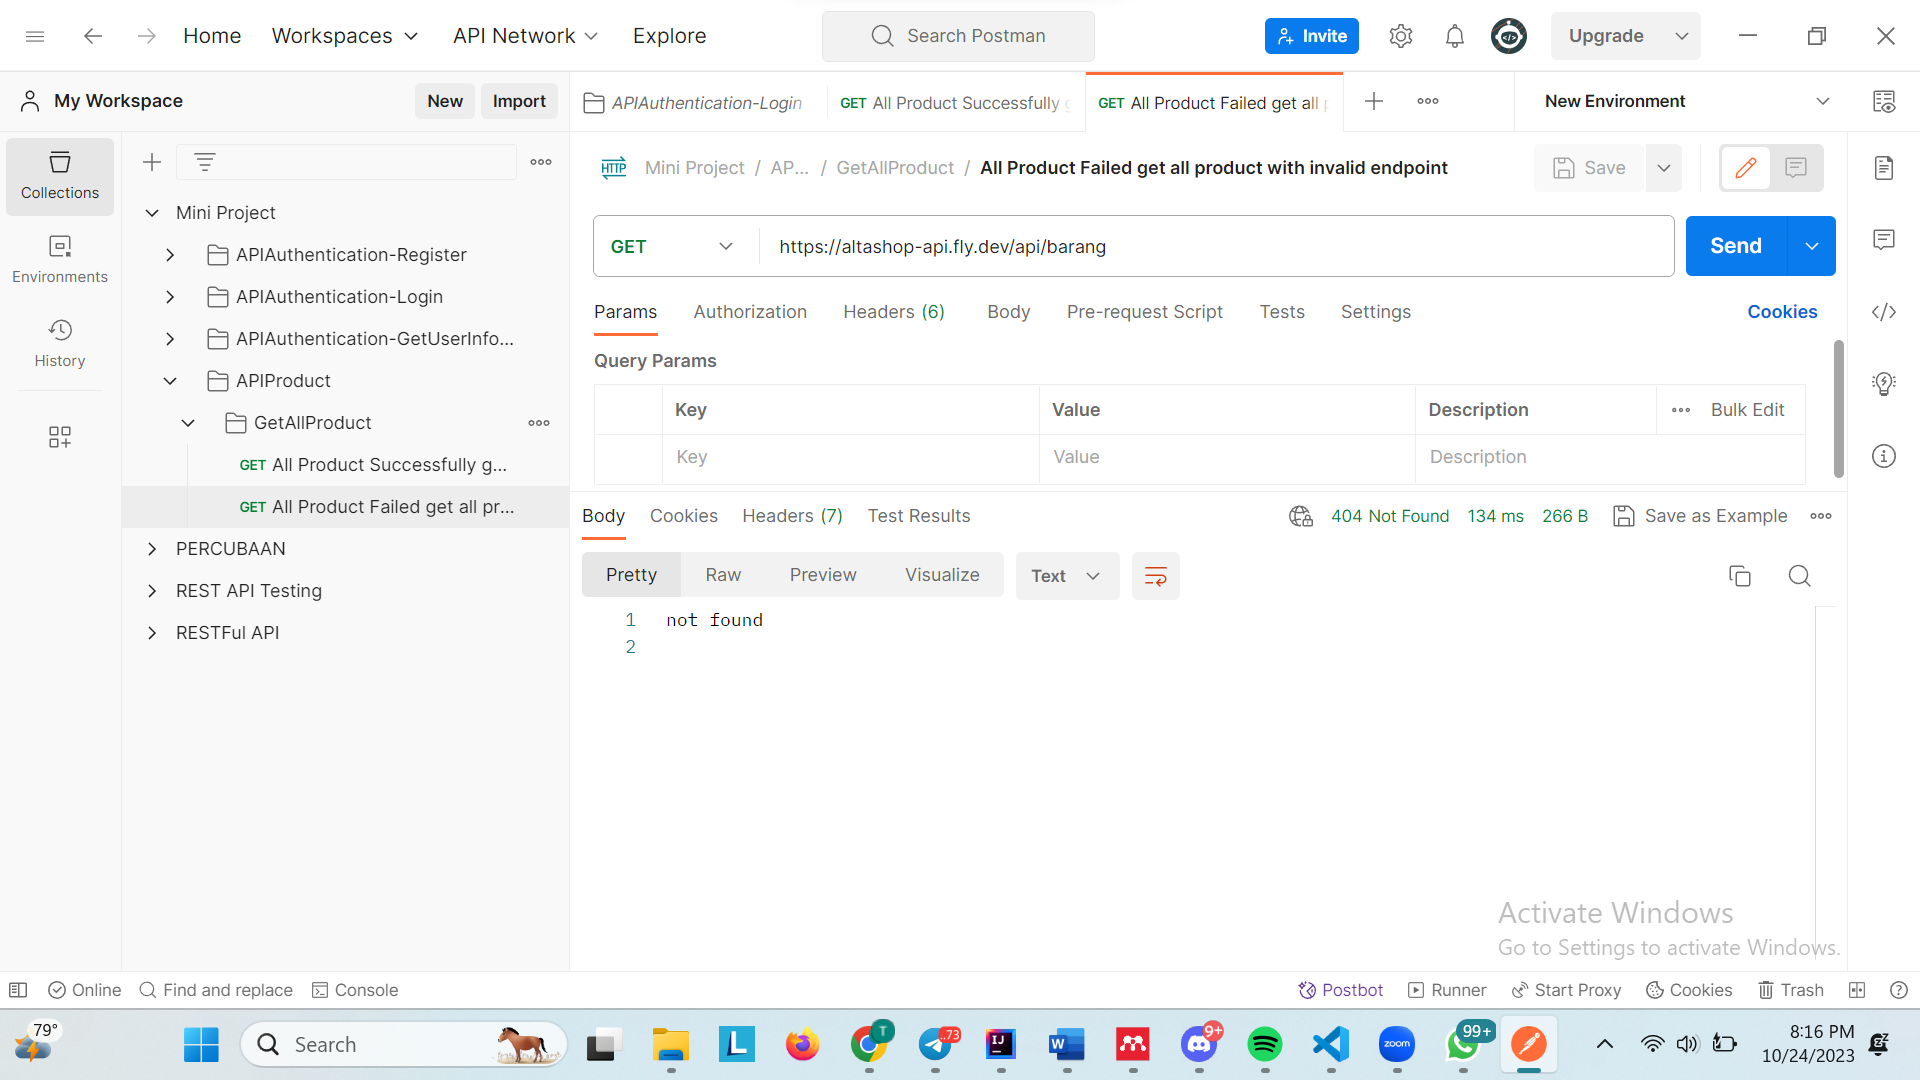 Home
Workspaces
API Network
Explore
Search Postman
Invite
Upgrade
My Workspace
New
Import
APIAuthentication-Login
GET All Product Successfully
GET All Product Failed get all
New Environment
Collections
Environments
History
Mini Project
APIAuthentication-Register
APIAuthentication-Login
APIAuthentication-GetUserInfo...
APIProduct
GetAllProduct
GET All Product Successfully g...
GET All Product Failed get all pr...
PERCUBAAN
REST API Testing
RESTFul API
HTTP
Mini Project / AP... / GetAllProduct / All Product Failed get all product with invalid endpoint
Save
GET
https://altashop-api.fly.dev/api/barang
Send
Params Authorization Headers (6) Body Pre-request Script Tests Settings
Cookies
Query Params
Key Value Description Bulk Edit
Key Value Description
Body Cookies Headers (7) Test Results
404 Not Found 134 ms 266 B Save as Example
Pretty Raw Preview Visualize Text
1 not found
2
Activate Windows
Go to Settings to activate Windows.
Online Find and replace Console
Postbot Runner Start Proxy Cookies Trash
79°
Search
T
..73
IJ
W
L
9+
zoom
99+
8:16 PM
10/24/2023